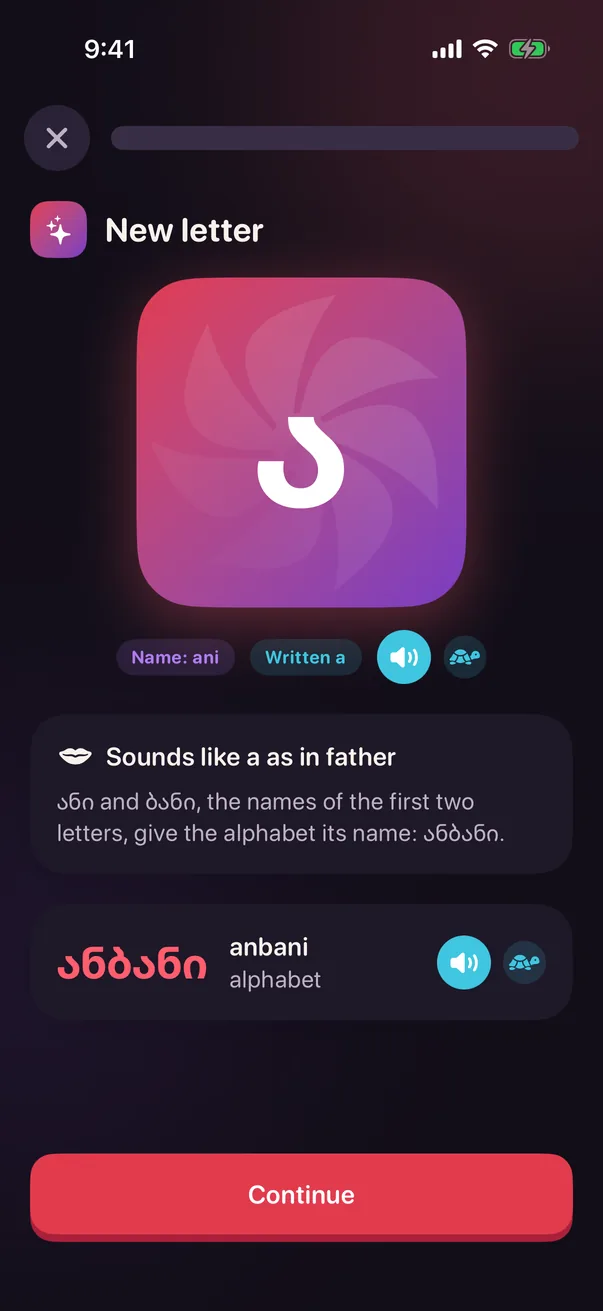 9:41
New letter
ა
Name: ani
Written a
Sounds like a as in father
ანი and ბანი, the names of the first two
letters, give the alphabet its name: ანბანი.
ანბანი
anbani
alphabet
Continue